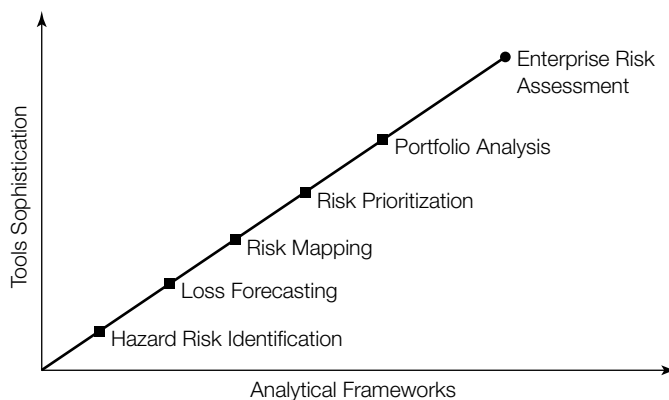 Enterprise Risk
Assessment
Portfolio Analysis
Risk Prioritization
Risk Mapping
Loss Forecasting
Hazard Risk Identification
Tools Sophistication
Analytical Frameworks